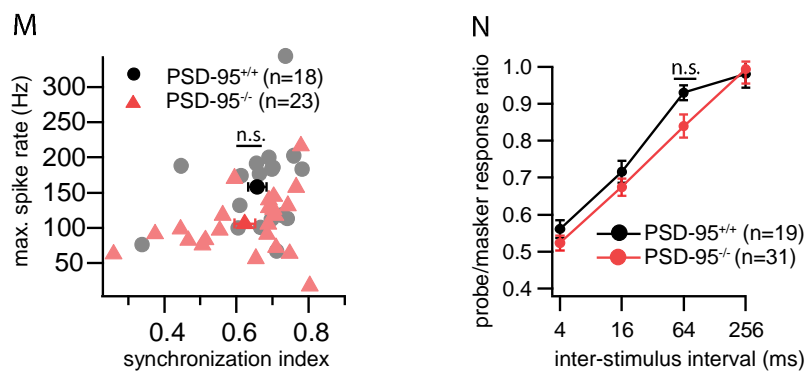 M
max. spike rate (Hz)
300
250
200
150
100
50
PSD-95+/+ (n=18)
PSD-95-/- (n=23)
n.s.
0.4 0.6 0.8
synchronization index
N
probe/masker response ratio
1.0
0.9
0.8
0.7
0.6
0.5
0.4
n.s.
PSD-95+/+ (n=19)
PSD-95-/- (n=31)
4 16 64 256
inter-stimulus interval (ms)